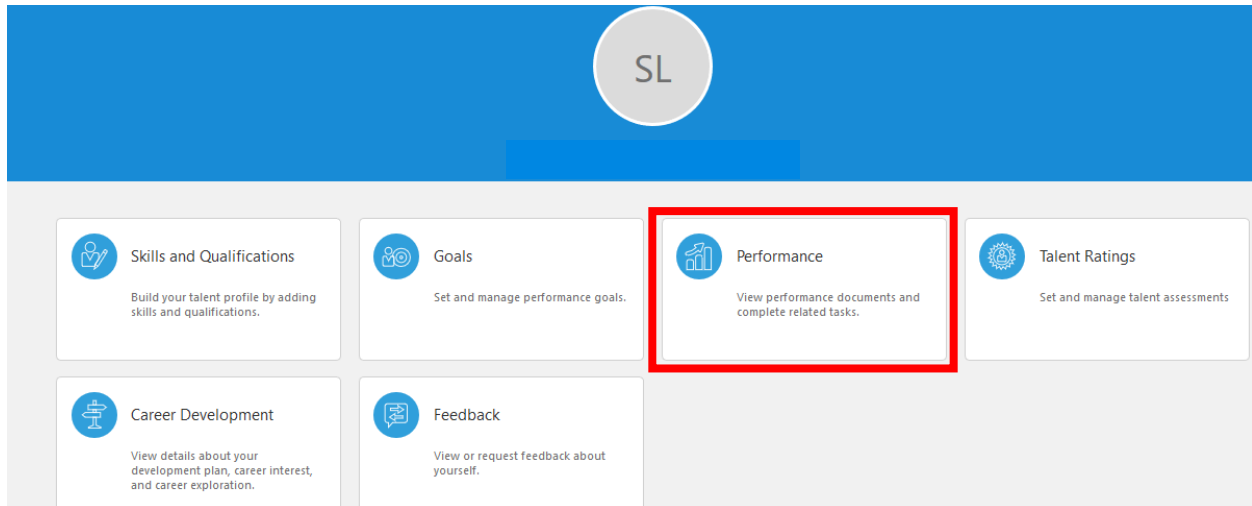 SL
Skills and Qualifications
Build your talent profile by adding
skills and qualifications.
Goals
Set and manage performance goals.
Performance
View performance documents and
complete related tasks.
Talent Ratings
Set and manage talent assessments
Career Development
View details about your
development plan, career interest,
and career exploration.
Feedback
View or request feedback about
yourself.